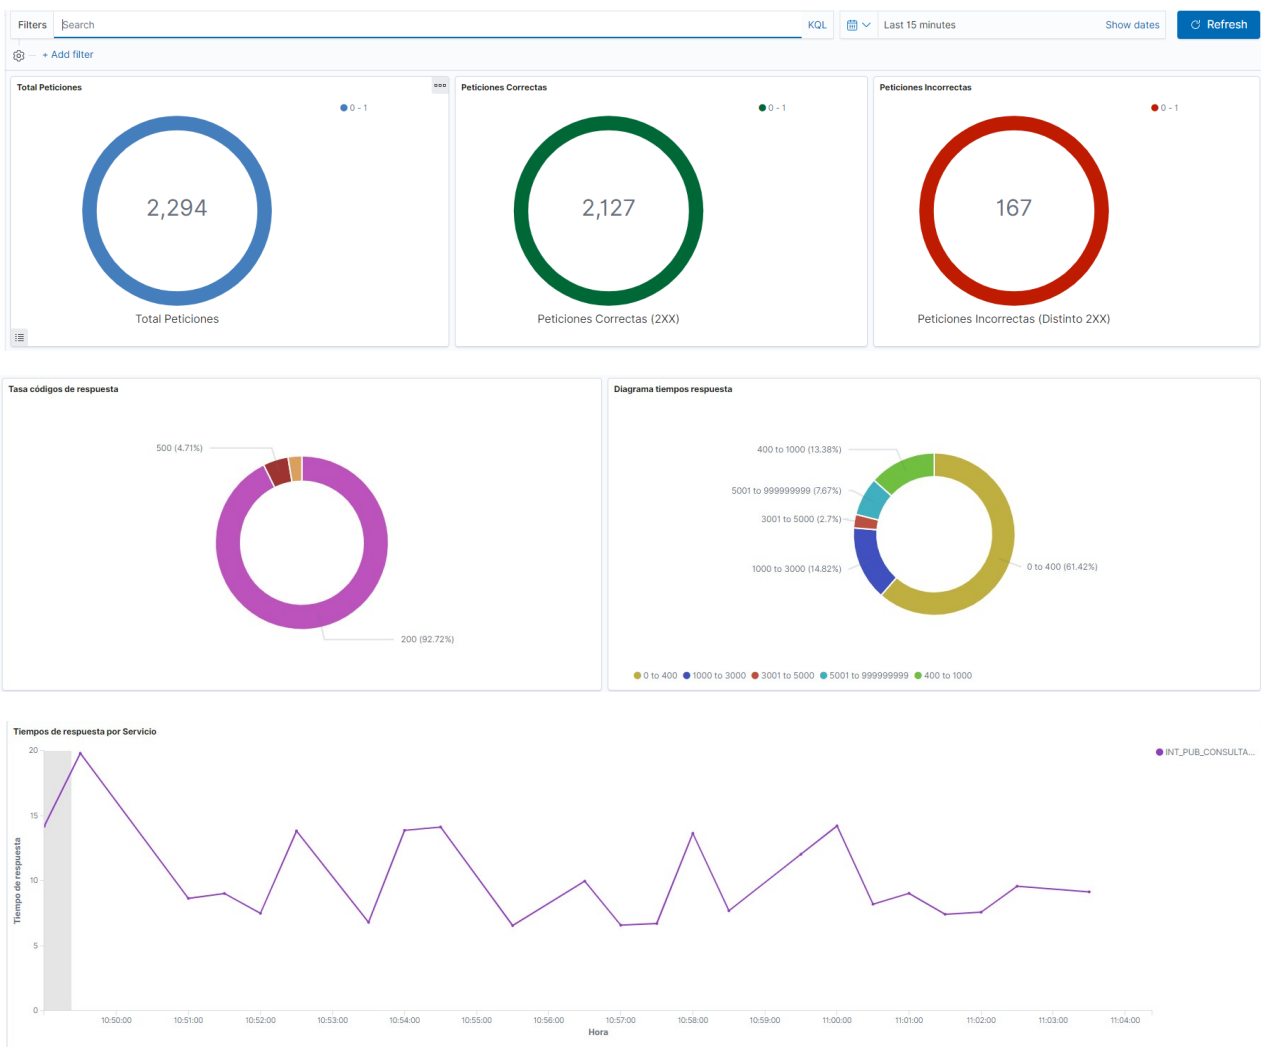 Filters Search KQL Last 15 minutes Show dates Refresh
+ Add filter
Total Peticiones
0 - 1
2,294
Total Peticiones
Peticiones Correctas
0 - 1
2,127
Peticiones Correctas (2XX)
Peticiones Incorrectas
0 - 1
167
Peticiones Incorrectas (Distinto 2XX)
Tasa códigos de respuesta
500 (4.71%)
200 (92.72%)
Diagrama tiempos respuesta
400 to 1000 (13.38%)
5001 to 999999999 (7.67%)
3001 to 5000 (2.7%)
1000 to 3000 (14.82%)
0 to 400 (61.42%)
0 to 400 1000 to 3000 3001 to 5000 5001 to 999999999 400 to 1000
Tiempos de respuesta por Servicio
INT_PUB_CONSULTA...
20
15
10
5
0
Tiempo de respuesta
10:50:00 10:51:00 10:52:00 10:53:00 10:54:00 10:55:00 10:56:00 10:57:00 10:58:00 10:59:00 11:00:00 11:01:00 11:02:00 11:03:00 11:04:00
Hora